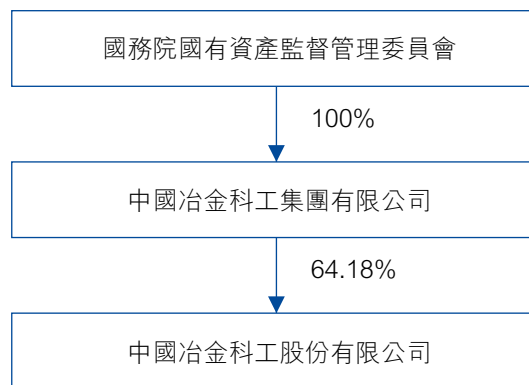 國務院國有資產監督管理委員會
100%
中國冶金科工集團有限公司
64.18%
中國冶金科工股份有限公司